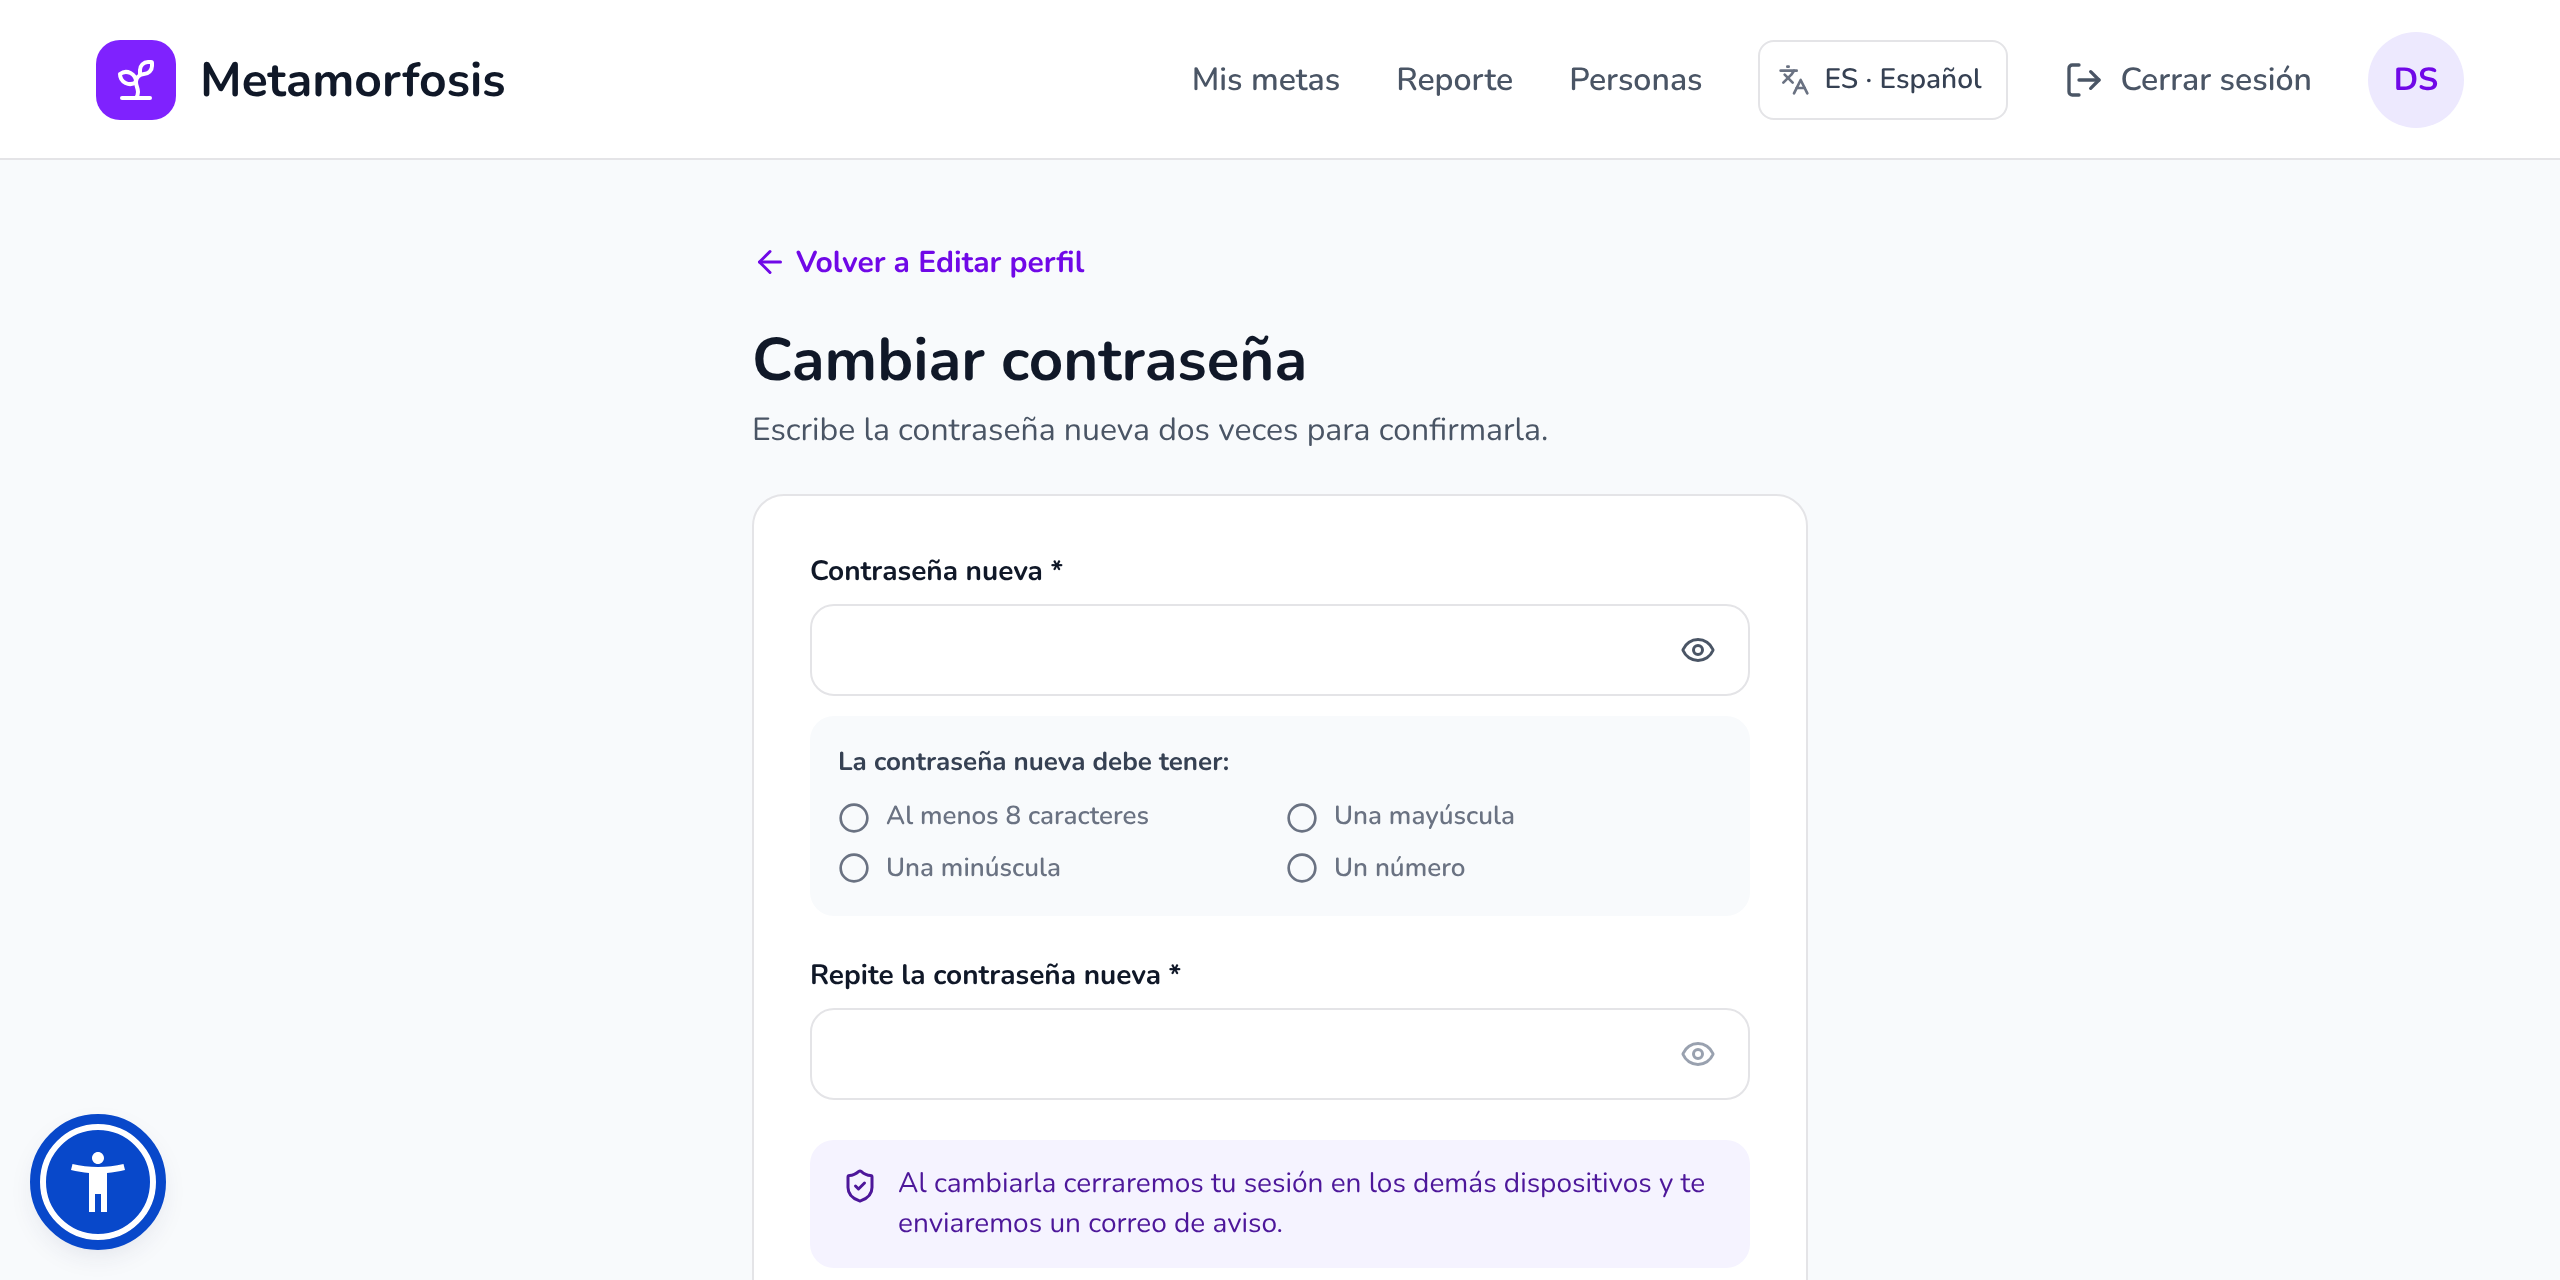 Metamorfosis
Mis metas
Reporte
Personas
ES · Español
Cerrar sesión
DS
Volver a Editar perfil
Cambiar contraseña
Escribe la contraseña nueva dos veces para confirmarla.
Contraseña nueva *
La contraseña nueva debe tener:
Al menos 8 caracteres
Una mayúscula
Una minúscula
Un número
Repite la contraseña nueva *
Al cambiarla cerraremos tu sesión en los demás dispositivos y te
enviaremos un correo de aviso.